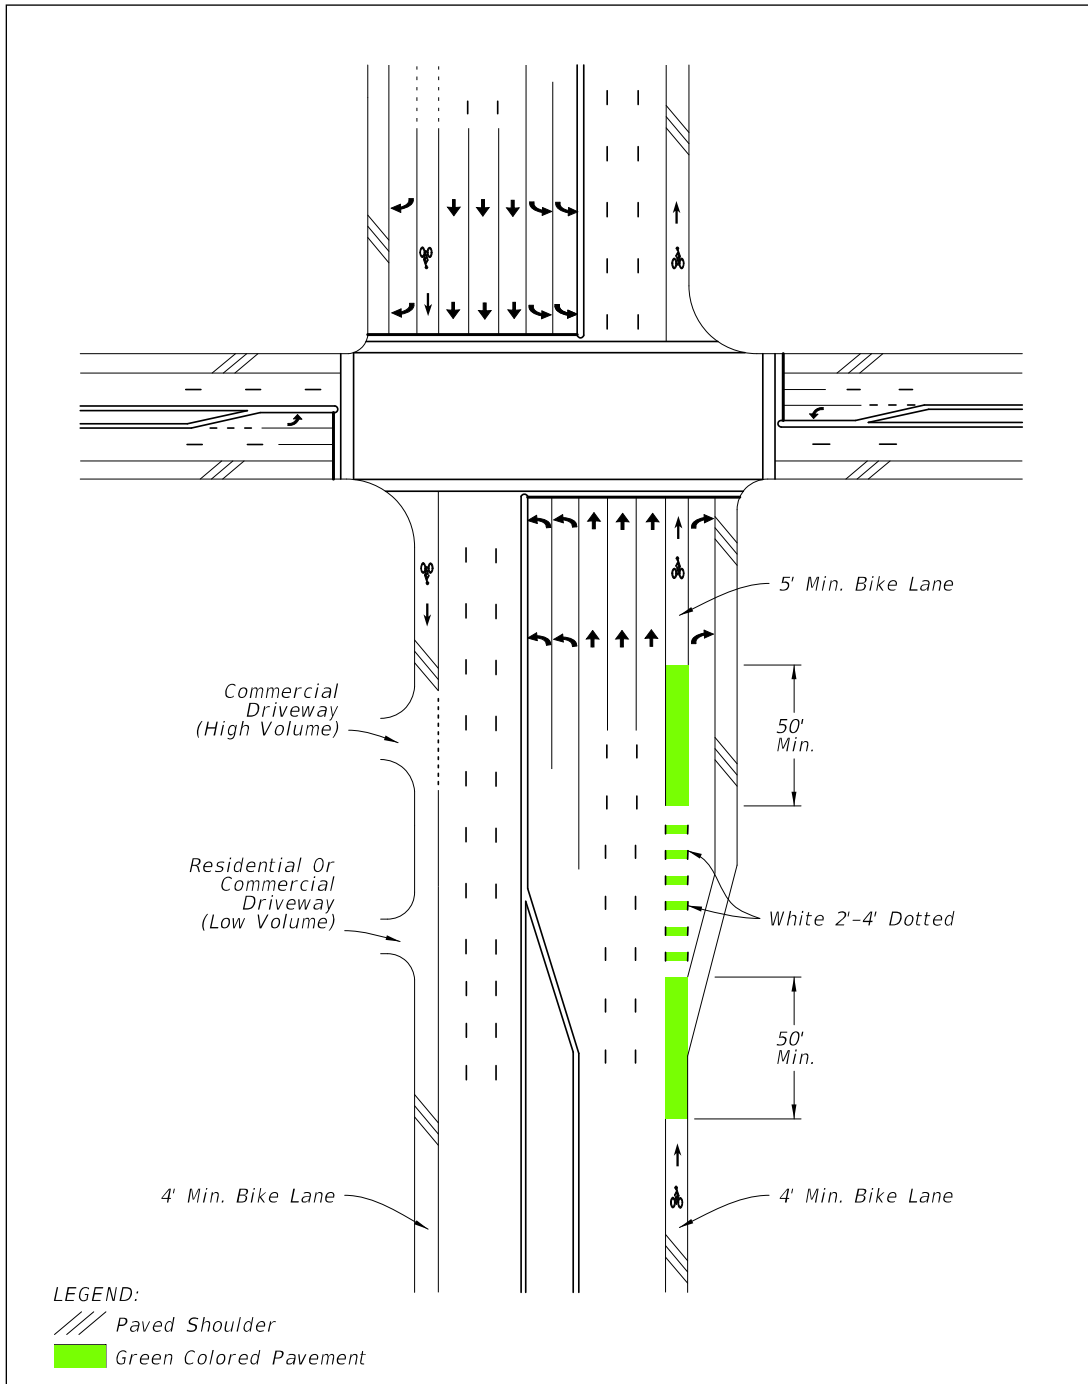 5' Min. Bike Lane
Commercial
Driveway
(High Volume)
50'
Min.
Residential Or
Commercial
Driveway
(Low Volume)
White 2'-4' Dotted
50'
Min.
4' Min. Bike Lane
4' Min. Bike Lane
LEGEND:
Paved Shoulder
Green Colored Pavement